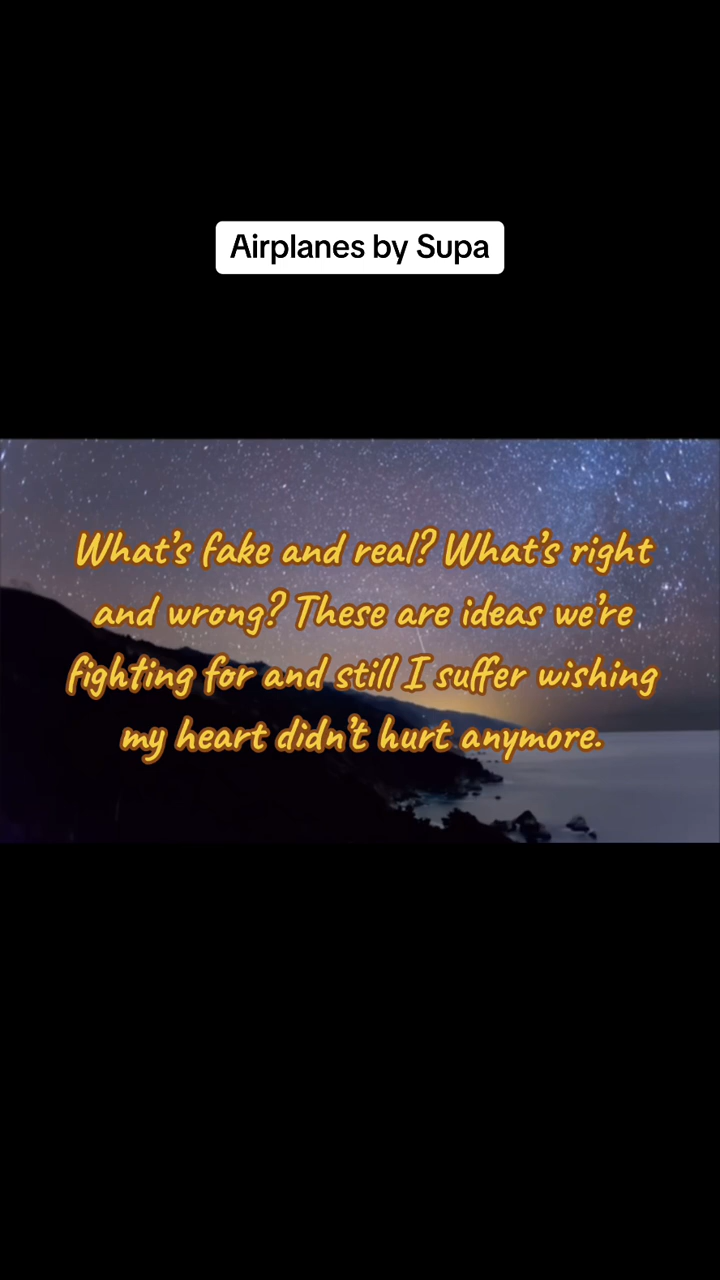 Airplanes by Supa
What's fake and real? What's right
and wrong? These are ideas we're
fighting for and still I suffer wishing
my heart didn't hurt anymore.